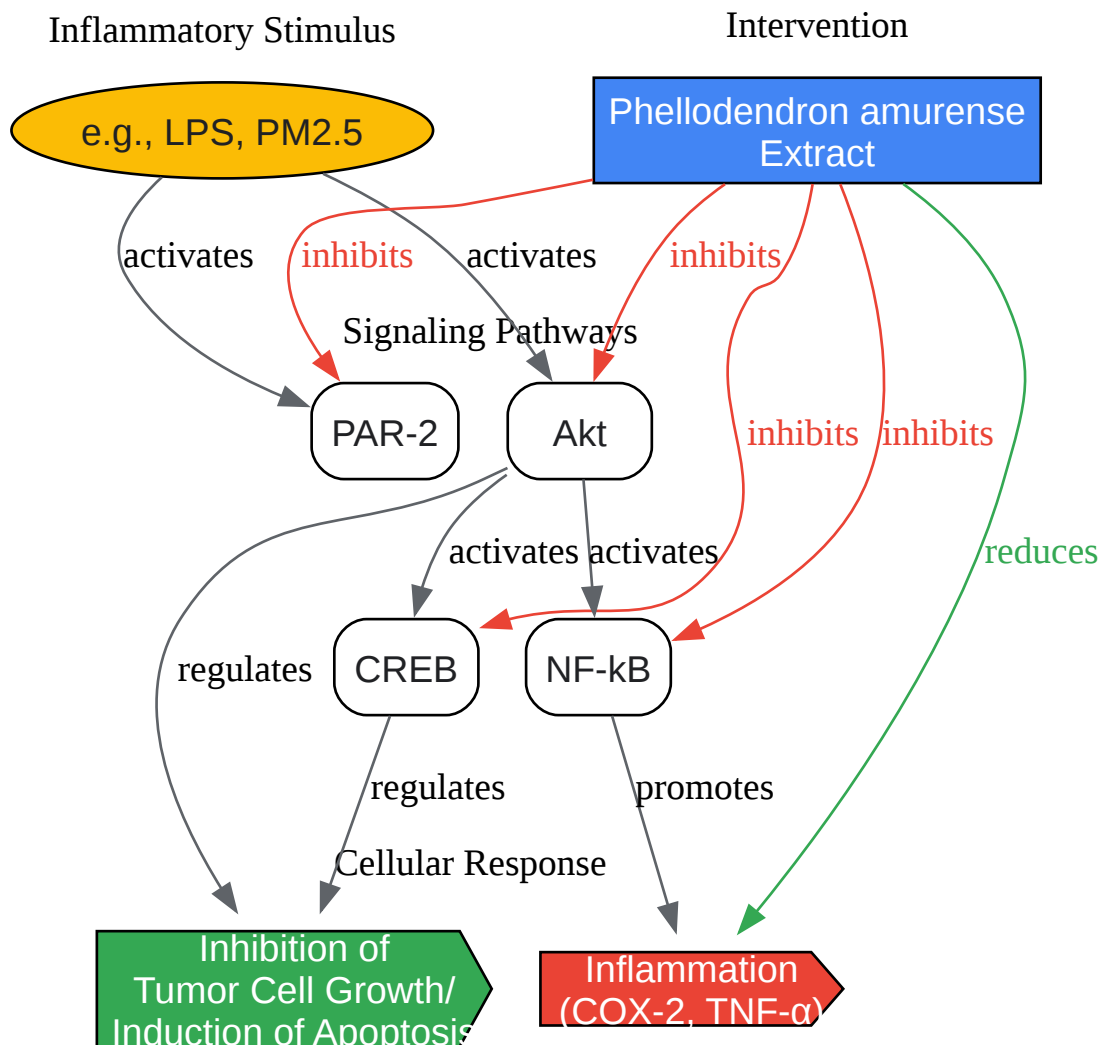 Inflammatory Stimulus
Intervention
e.g., LPS, PM2.5
Phellodendron amurense
Extract
activates
inhibits
activates
inhibits
Signaling Pathways
PAR-2
Akt
inhibits
inhibits
activates
activates
reduces
regulates
CREB
NF-kB
regulates
promotes
Cellular Response
Inhibition of
Tumor Cell Growth/
Induction of Apoptosis
Inflammation
(COX-2, TNF-α)